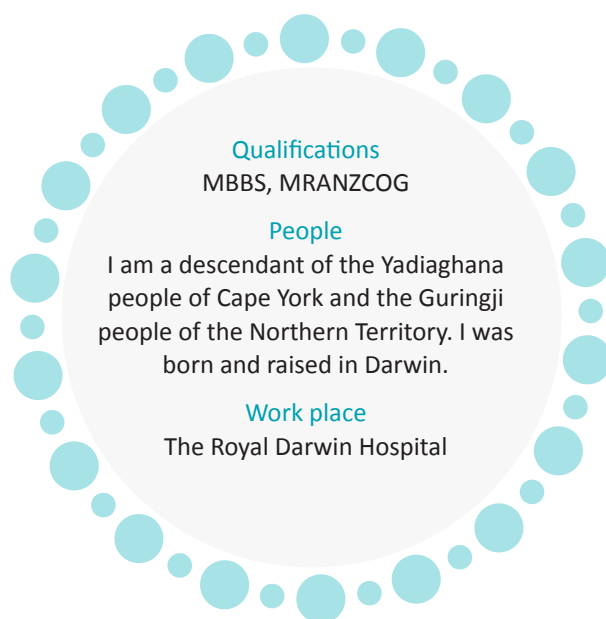 Qualifications
MBBS, MRANZCOG
People
I am a descendant of the Yadiaghana
people of Cape York and the Guringji
people of the Northern Territory. I was
born and raised in Darwin.
Work place
The Royal Darwin Hospital